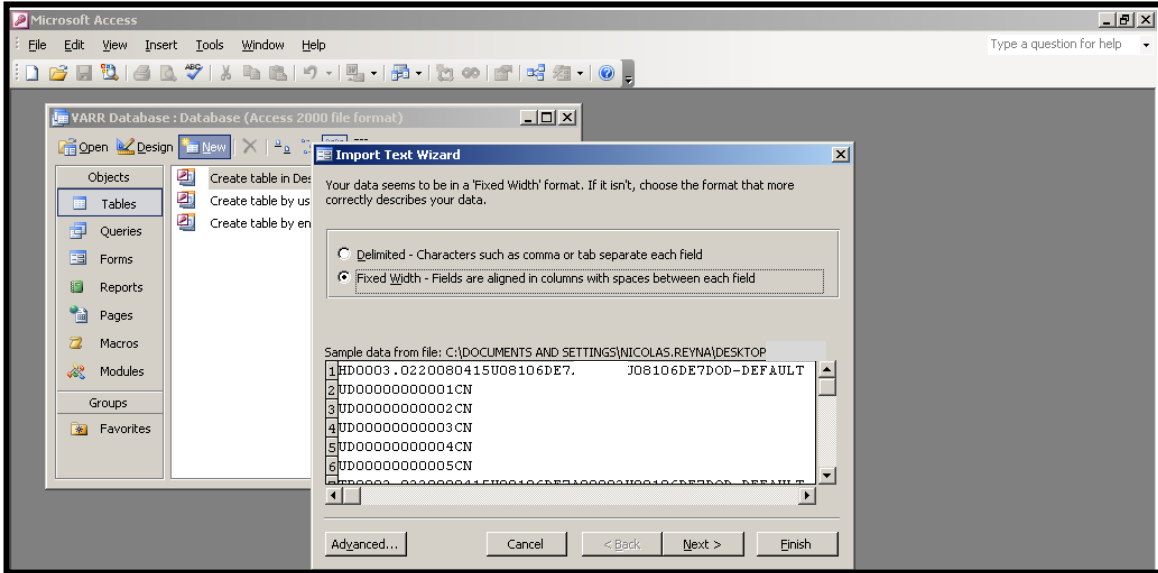 Microsoft Access
File Edit View Insert Tools Window Help
Type a question for help
VARR Database : Database (Access 2000 file format)
Open Design New
Objects
Tables
Queries
Forms
Reports
Pages
Macros
Modules
Groups
Favorites
Create table in Des
Create table by us
Create table by en
Import Text Wizard
Your data seems to be in a 'Fixed Width' format. If it isn't, choose the format that more
correctly describes your data.
Delimited - Characters such as comma or tab separate each field
Fixed Width - Fields are aligned in columns with spaces between each field
Sample data from file: C:\DOCUMENTS AND SETTINGS\NICOLAS.REYNA\DESKTOP
1 HD0003.0220080415U08106DE7. J08106DE7DOD-DEFAULT
2 UD00000000001CN
3 UD00000000002CN
4 UD00000000003CN
5 UD00000000004CN
6 UD00000000005CN
Advanced... Cancel < Back Next > Finish